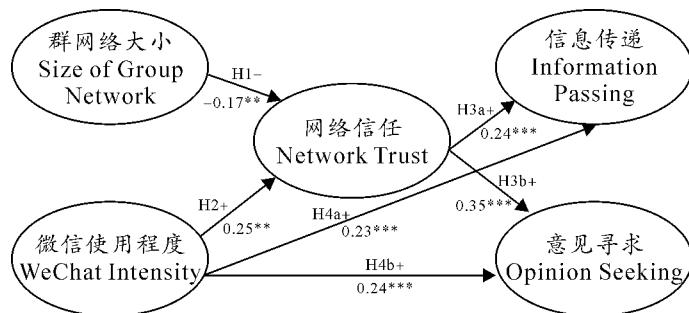 群网络大小
Size of Group
Network
H1−
−0.17**
信息传递
Information
Passing
网络信任
Network Trust
H3a+
0.24***
H2+
0.25**
H3b+
0.35***
H4a+
0.23***
微信使用程度
WeChat Intensity
H4b+
0.24***
意见寻求
Opinion Seeking